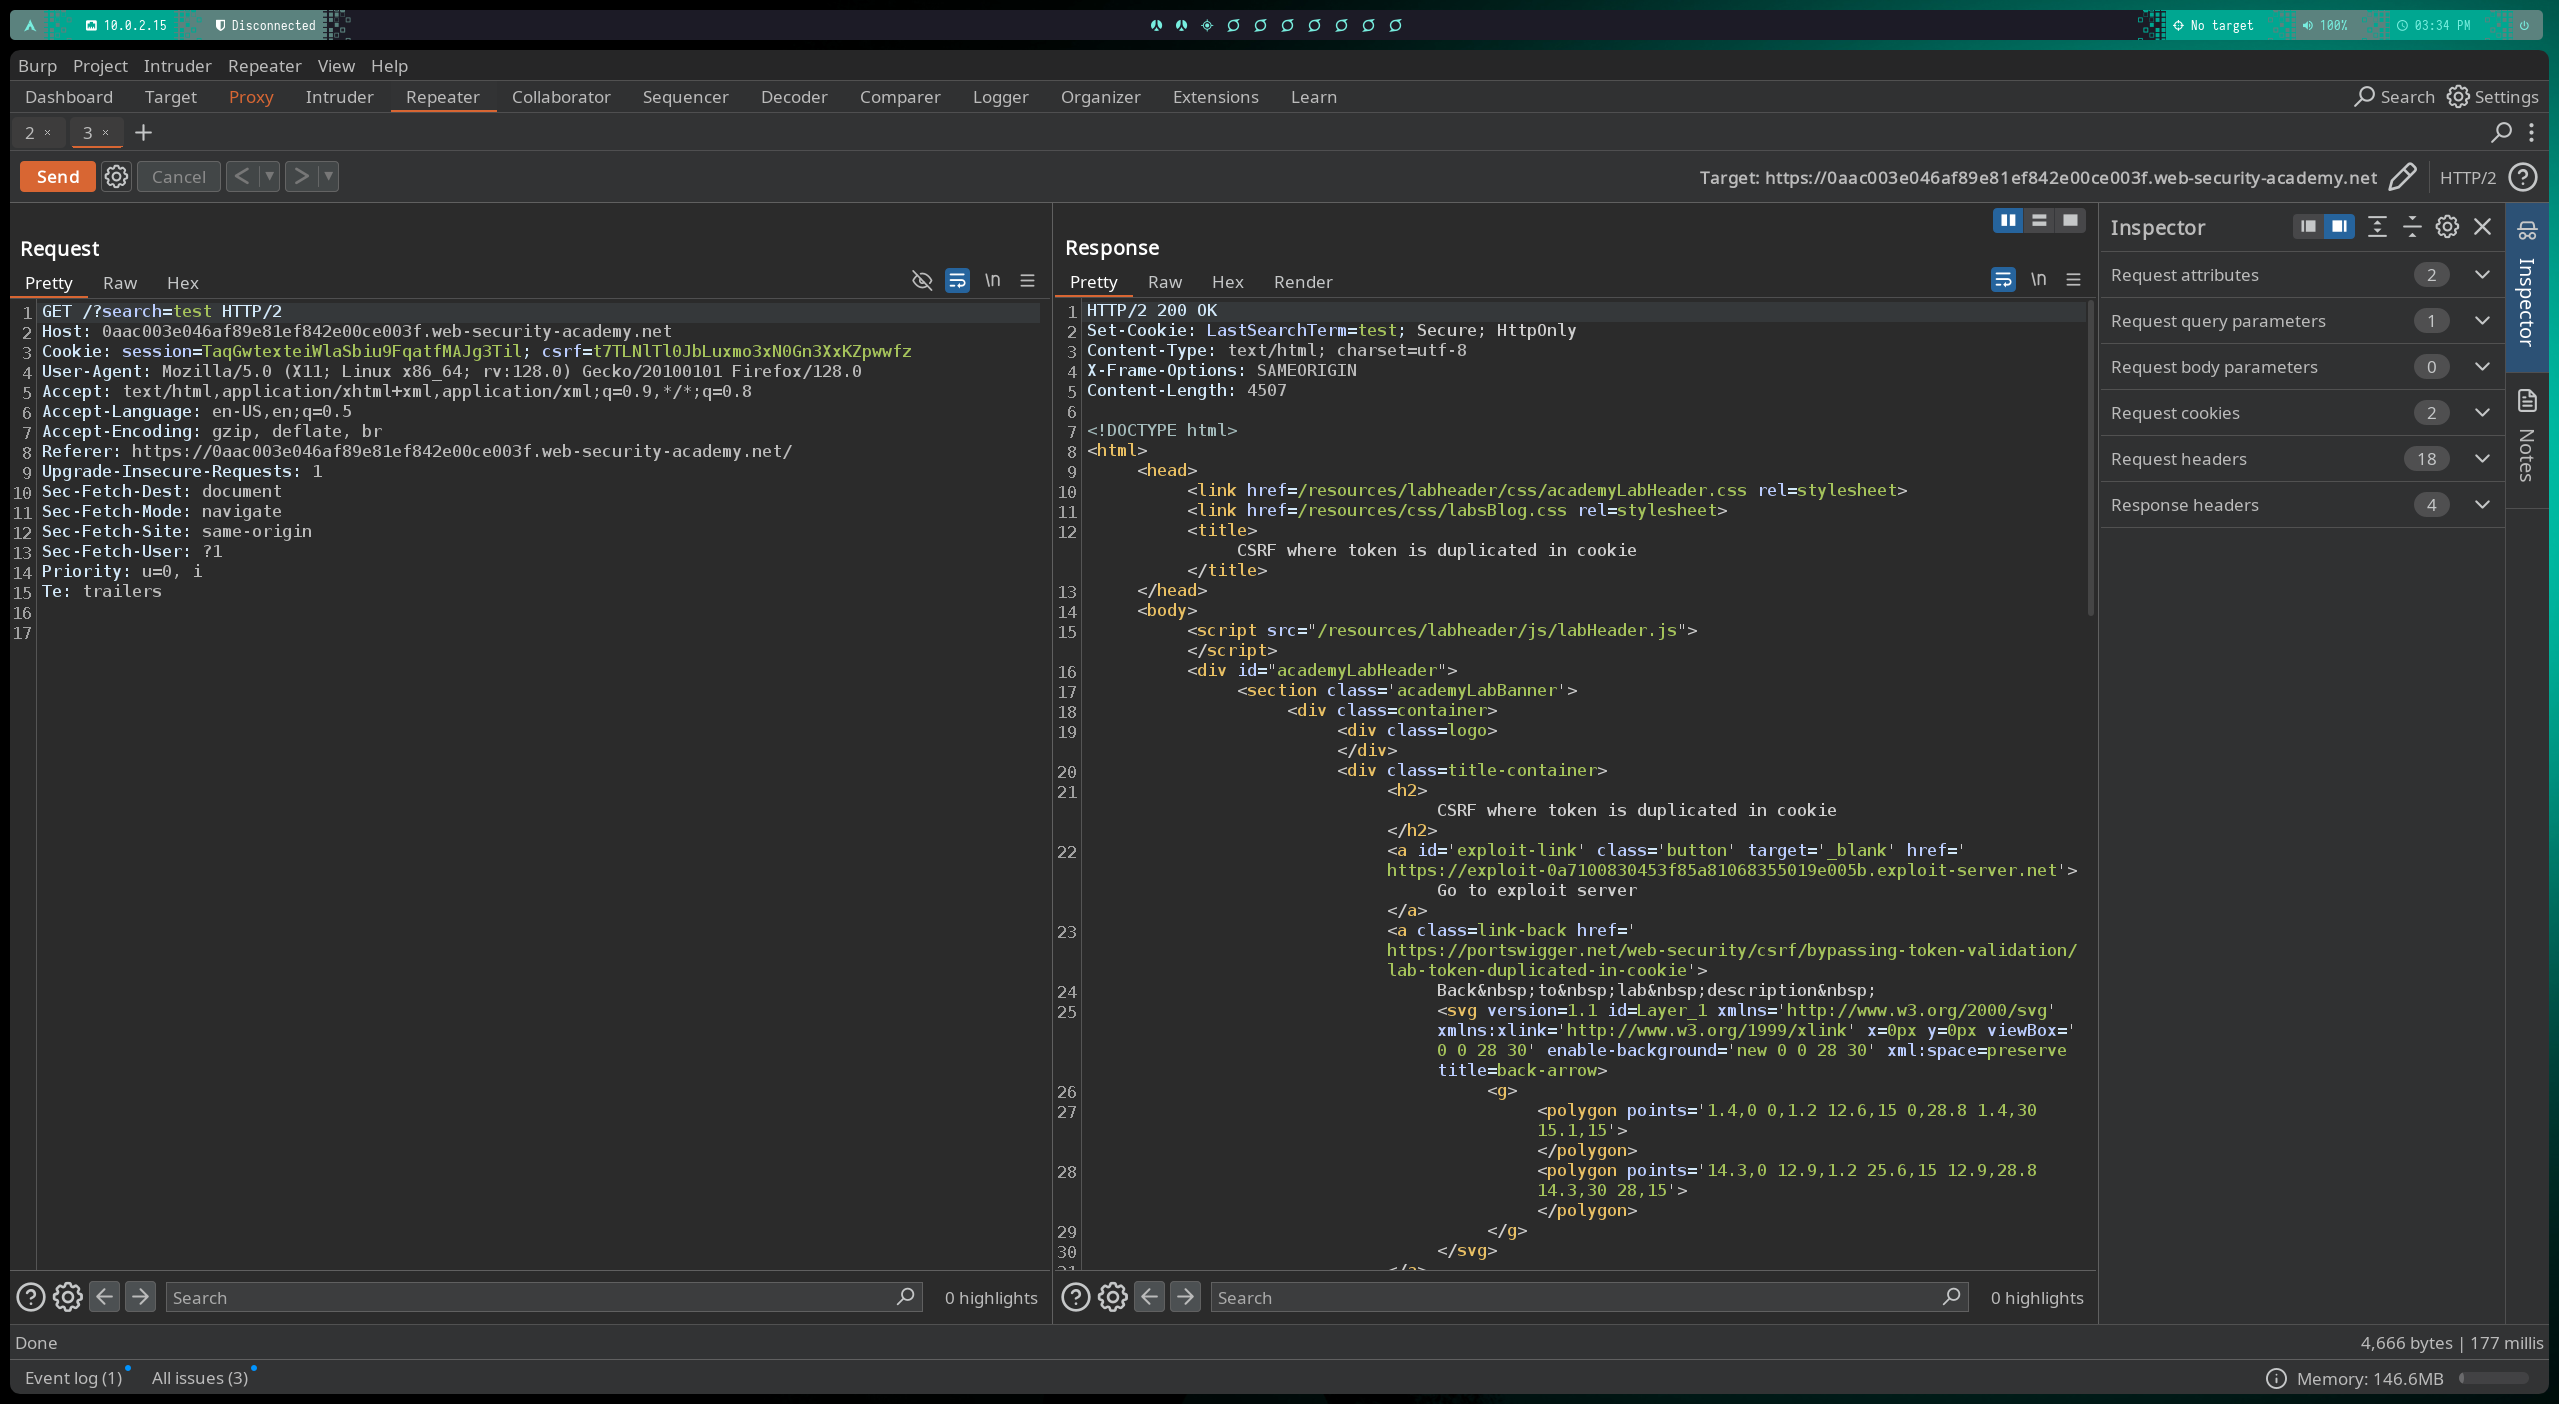 10.0.2.15 Disconnected No target 100% 03:34 PM
Burp Project Intruder Repeater View Help
Dashboard Target Proxy Intruder Repeater Collaborator Sequencer Decoder Comparer Logger Organizer Extensions Learn Search Settings
2 × 3 × +
Send Cancel < > Target: https://0aac003e046af89e81ef842e00ce003f.web-security-academy.net HTTP/2
Request
Pretty Raw Hex \n
1 GET /?search=test HTTP/2
2 Host: 0aac003e046af89e81ef842e00ce003f.web-security-academy.net
3 Cookie: session=TaqGwtexteiWlaSbiu9FqatfMAJg3Til; csrf=t7TLNlTl0JbLuxmo3xN0Gn3XxKZpwwfz
4 User-Agent: Mozilla/5.0 (X11; Linux x86_64; rv:128.0) Gecko/20100101 Firefox/128.0
5 Accept: text/html,application/xhtml+xml,application/xml;q=0.9,*/*;q=0.8
6 Accept-Language: en-US,en;q=0.5
7 Accept-Encoding: gzip, deflate, br
8 Referer: https://0aac003e046af89e81ef842e00ce003f.web-security-academy.net/
9 Upgrade-Insecure-Requests: 1
10 Sec-Fetch-Dest: document
11 Sec-Fetch-Mode: navigate
12 Sec-Fetch-Site: same-origin
13 Sec-Fetch-User: ?1
14 Priority: u=0, i
15 Te: trailers
16
17
Search 0 highlights
Response
Pretty Raw Hex Render \n
1 HTTP/2 200 OK
2 Set-Cookie: LastSearchTerm=test; Secure; HttpOnly
3 Content-Type: text/html; charset=utf-8
4 X-Frame-Options: SAMEORIGIN
5 Content-Length: 4507
6
7 <!DOCTYPE html>
8 <html>
9 <head>
10 <link href=/resources/labheader/css/academyLabHeader.css rel=stylesheet>
11 <link href=/resources/css/labsBlog.css rel=stylesheet>
12 <title>
CSRF where token is duplicated in cookie
</title>
13 </head>
14 <body>
15 <script src="/resources/labheader/js/labHeader.js">
</script>
16 <div id="academyLabHeader">
17 <section class='academyLabBanner'>
18 <div class=container>
19 <div class=logo>
</div>
20 <div class=title-container>
21 <h2>
CSRF where token is duplicated in cookie
</h2>
22 <a id='exploit-link' class='button' target='_blank' href='
https://exploit-0a7100830453f85a81068355019e005b.exploit-server.net'>
Go to exploit server
</a>
23 <a class=link-back href='
https://portswigger.net/web-security/csrf/bypassing-token-validation/
lab-token-duplicated-in-cookie'>
24 Back&nbsp;to&nbsp;lab&nbsp;description&nbsp;
25 <svg version=1.1 id=Layer_1 xmlns='http://www.w3.org/2000/svg'
xmlns:xlink='http://www.w3.org/1999/xlink' x=0px y=0px viewBox='
0 0 28 30' enable-background='new 0 0 28 30' xml:space=preserve
title=back-arrow>
26 <g>
27 <polygon points='1.4,0 0,1.2 12.6,15 0,28.8 1.4,30
15.1,15'>
</polygon>
28 <polygon points='14.3,0 12.9,1.2 25.6,15 12.9,28.8
14.3,30 28,15'>
</polygon>
29 </g>
30 </svg>
Search 0 highlights
Inspector
Request attributes 2
Request query parameters 1
Request body parameters 0
Request cookies 2
Request headers 18
Response headers 4
Inspector
Notes
Done 4,666 bytes | 177 millis
Event log (1) All issues (3) Memory: 146.6MB